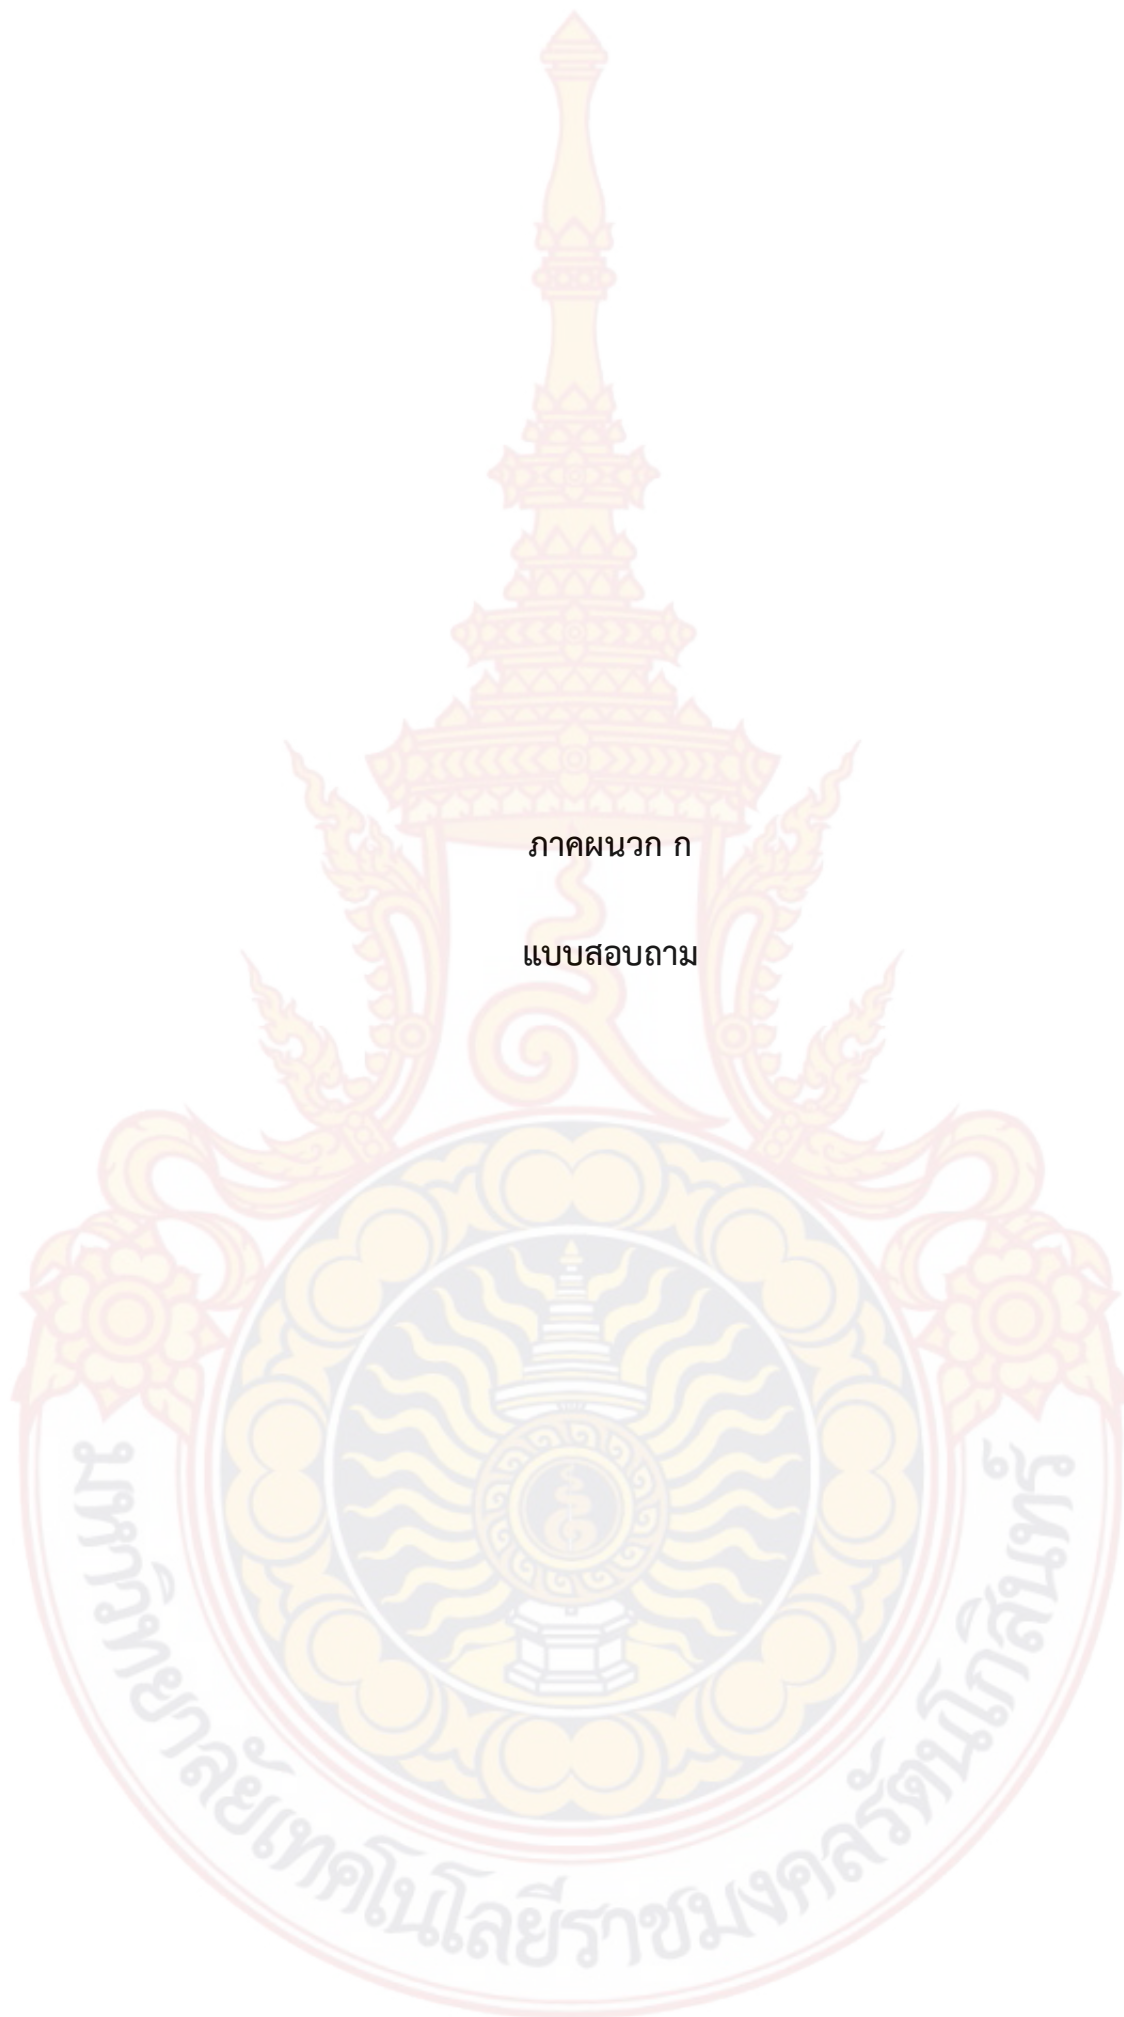 ภาคผนวก ก
แบบสอบถาม
มหาวิทยาลัยเทคโนโลยีราชมงคลรัตนโกสินทร์